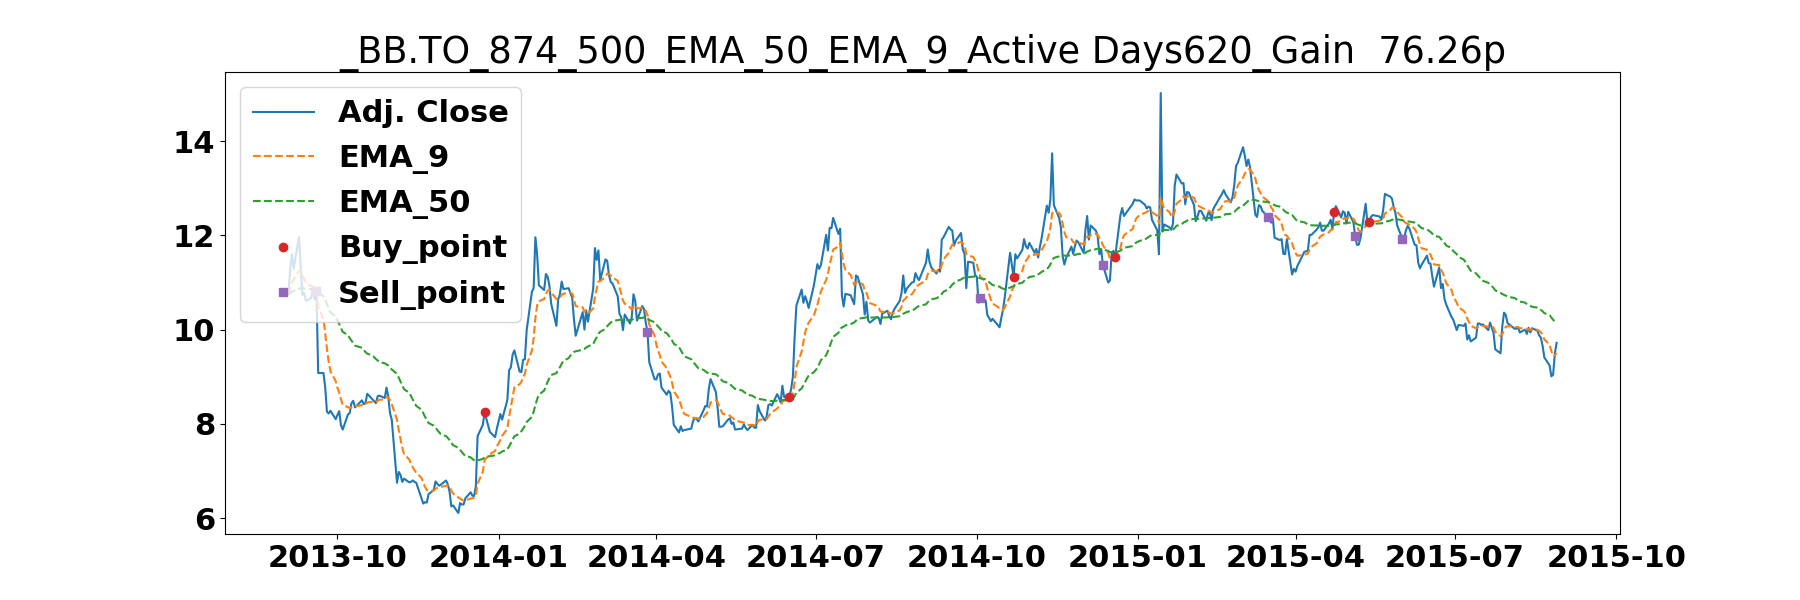 _BB.TO_874_500_EMA_50_EMA_9_Active Days620_Gain  76.26p
Adj. Close
EMA_9
EMA_50
Buy_point
Sell_point
14
12
10
8
6
2013-10 2014-01 2014-04 2014-07 2014-10 2015-01 2015-04 2015-07 2015-10